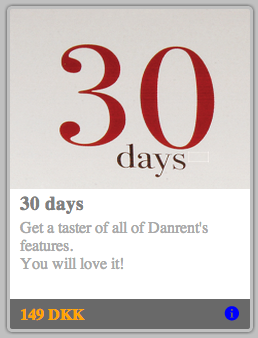 30
days
30 days
Get a taster of all of Danrent's
features.
You will love it!
149 DKK
i